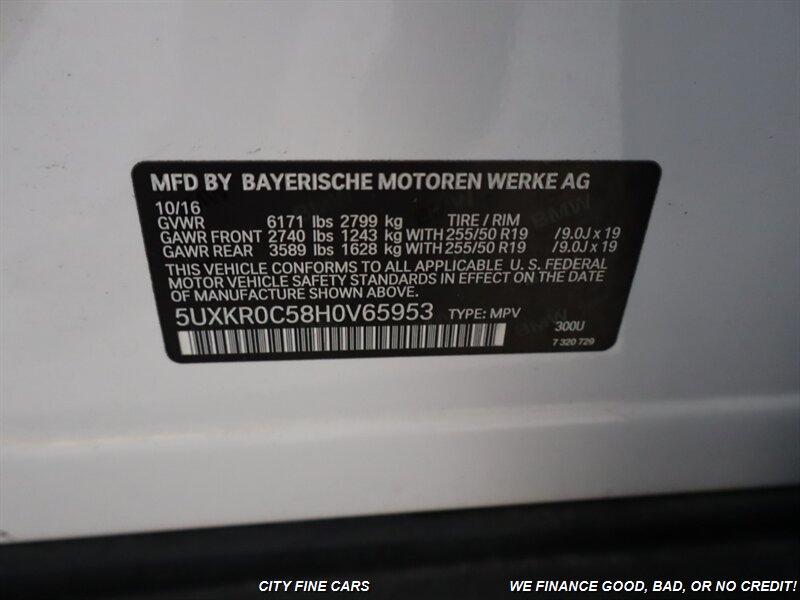 MFD BY BAYERISCHE MOTOREN WERKE AG
10/16
GVWR 6171 lbs 2799 kg TIRE / RIM
GAWR FRONT 2740 lbs 1243 kg WITH 255/50 R19 /9.0J x 19
GAWR REAR 3589 lbs 1628 kg WITH 255/50 R19 /9.0J x 19
THIS VEHICLE CONFORMS TO ALL APPLICABLE U. S. FEDERAL
MOTOR VEHICLE SAFETY STANDARDS IN EFFECT ON THE DATE
OF MANUFACTURE SHOWN ABOVE.
5UXKR0C58H0V65953 TYPE: MPV
300U
7 320 729
CITY FINE CARS WE FINANCE GOOD, BAD, OR NO CREDIT!